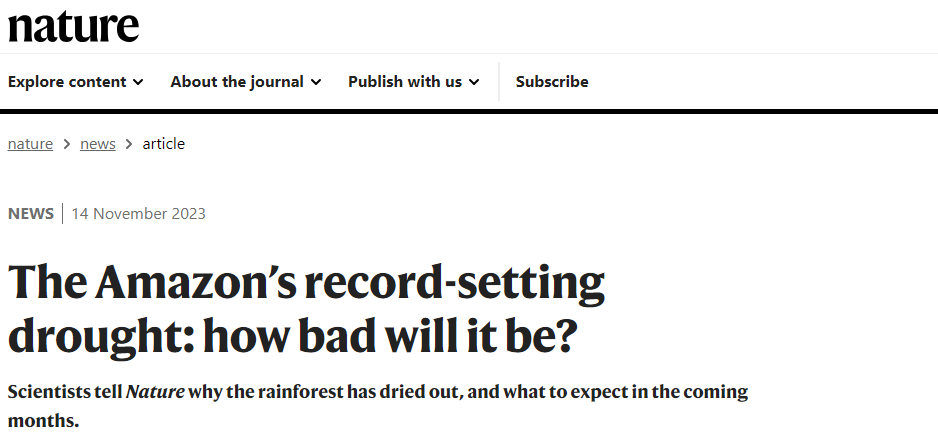 nature
Explore content About the journal Publish with us Subscribe
nature > news > article
NEWS | 14 November 2023
The Amazon’s record-setting
drought: how bad will it be?
Scientists tell Nature why the rainforest has dried out, and what to expect in the coming
months.